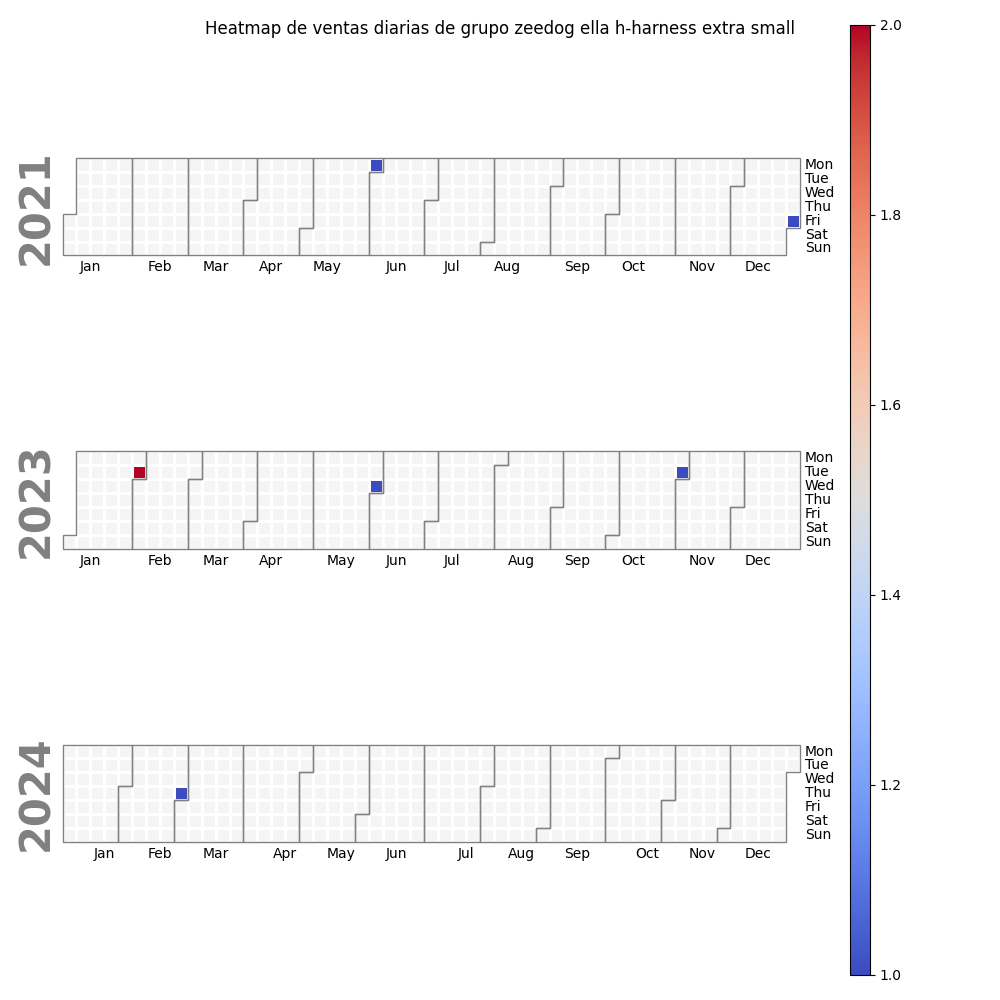 Heatmap de ventas diarias de grupo zeedog ella h-harness extra small
2021
Mon
Tue
Wed
Thu
Fri
Sat
Sun
Jan Feb Mar Apr May Jun Jul Aug Sep Oct Nov Dec
2023
Mon
Tue
Wed
Thu
Fri
Sat
Sun
Jan Feb Mar Apr May Jun Jul Aug Sep Oct Nov Dec
2024
Mon
Tue
Wed
Thu
Fri
Sat
Sun
Jan Feb Mar Apr May Jun Jul Aug Sep Oct Nov Dec
2.0
1.8
1.6
1.4
1.2
1.0